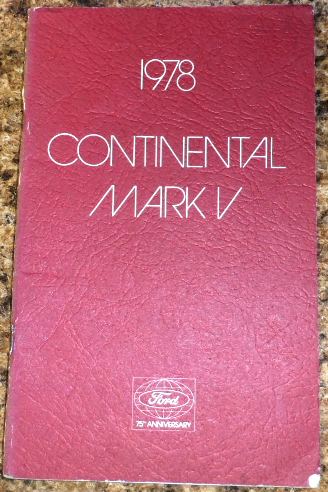 1978
CONTINENTAL
MARK V
Ford
75th ANNIVERSARY